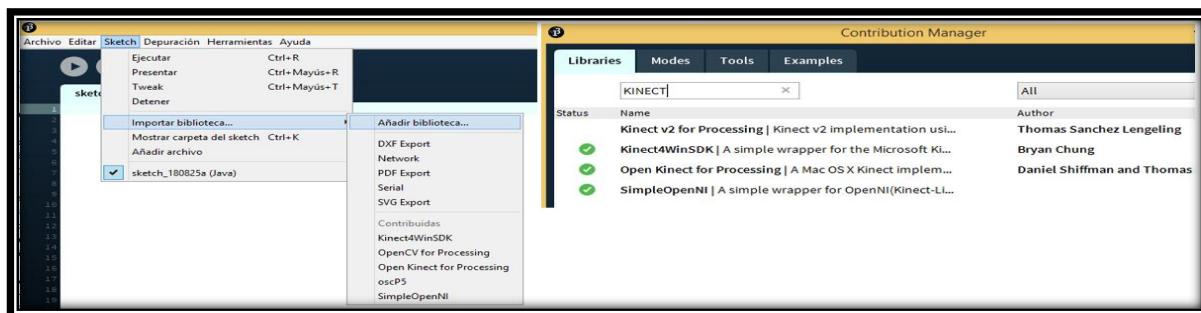 Archivo Editar Sketch Depuración Herramientas Ayuda
Ejecutar Ctrl+R
Presentar Ctrl+Mayús+R
Tweak Ctrl+Mayús+T
Detener
Importar biblioteca...
Mostrar carpeta del sketch Ctrl+K
Añadir archivo
sketch_180825a (Java)
Añadir biblioteca...
DXF Export
Network
PDF Export
Serial
SVG Export
Contribuidas
Kinect4WinSDK
OpenCV for Processing
Open Kinect for Processing
oscP5
SimpleOpenNI
Contribution Manager
Libraries Modes Tools Examples
KINECT All
Status Name Author
Kinect v2 for Processing | Kinect v2 implementation usi... Thomas Sanchez Lengeling
Kinect4WinSDK | A simple wrapper for the Microsoft Ki... Bryan Chung
Open Kinect for Processing | A Mac OS X Kinect implem... Daniel Shiffman and Thomas
SimpleOpenNI | A simple wrapper for OpenNI(Kinect-Li...